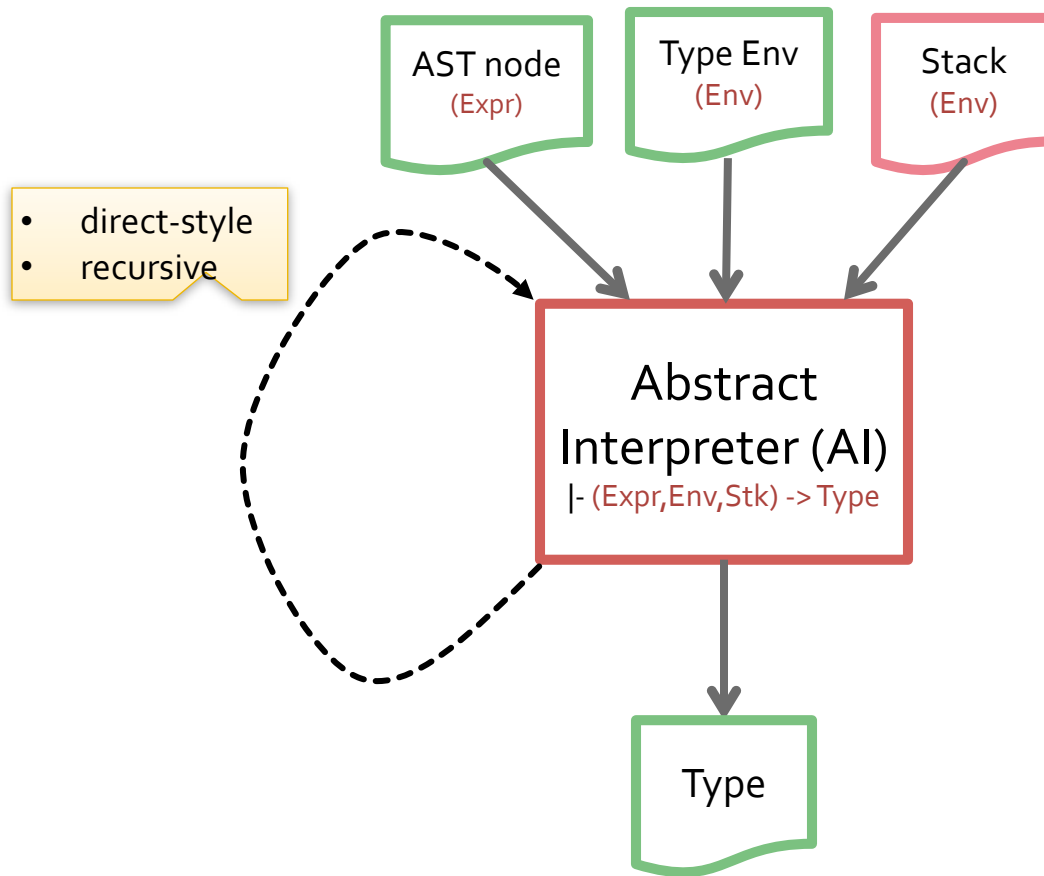 AST node
(Expr)
Type Env
(Env)
Stack
(Env)
• direct-style
• recursive
Abstract
Interpreter (AI)
|- (Expr,Env,Stk) -> Type
Type